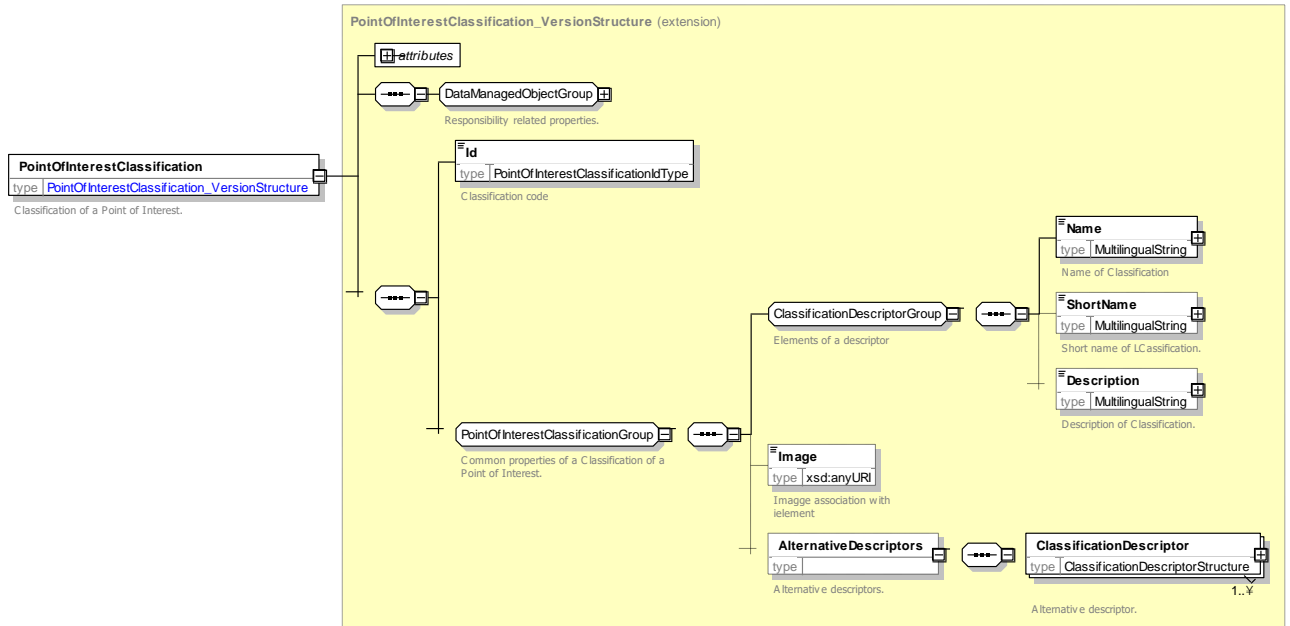 PointOfInterestClassification_VersionStructure (extension)
attributes
DataManagedObjectGroup
Responsibility related properties.
Id
type PointOfInterestClassificationIdType
Classification code
PointOfInterestClassification
type PointOfInterestClassification_VersionStructure
Classification of a Point of Interest.
Name
type MultilingualString
Name of Classification
ClassificationDescriptorGroup
Elements of a descriptor
ShortName
type MultilingualString
Short name of LCassification.
Description
type MultilingualString
Description of Classification.
PointOfInterestClassificationGroup
Common properties of a Classification of a
Point of Interest.
Image
type xsd:anyURI
Imagge association with
ielement
AlternativeDescriptors
type
Alternative descriptors.
ClassificationDescriptor
type ClassificationDescriptorStructure
1..¥
Alternative descriptor.